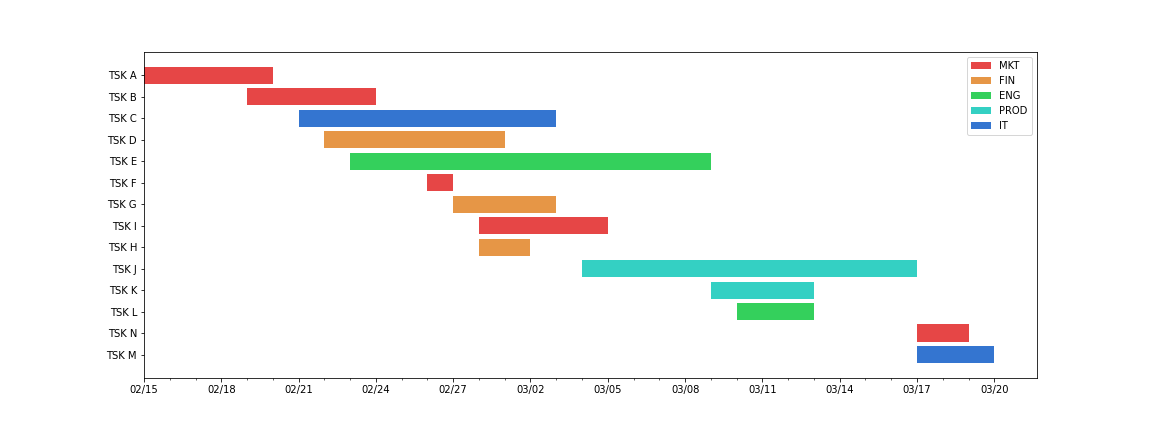 TSK A
TSK B
TSK C
TSK D
TSK E
TSK F
TSK G
TSK I
TSK H
TSK J
TSK K
TSK L
TSK N
TSK M
MKT
FIN
ENG
PROD
IT
02/15 02/18 02/21 02/24 02/27 03/02 03/05 03/08 03/11 03/14 03/17 03/20